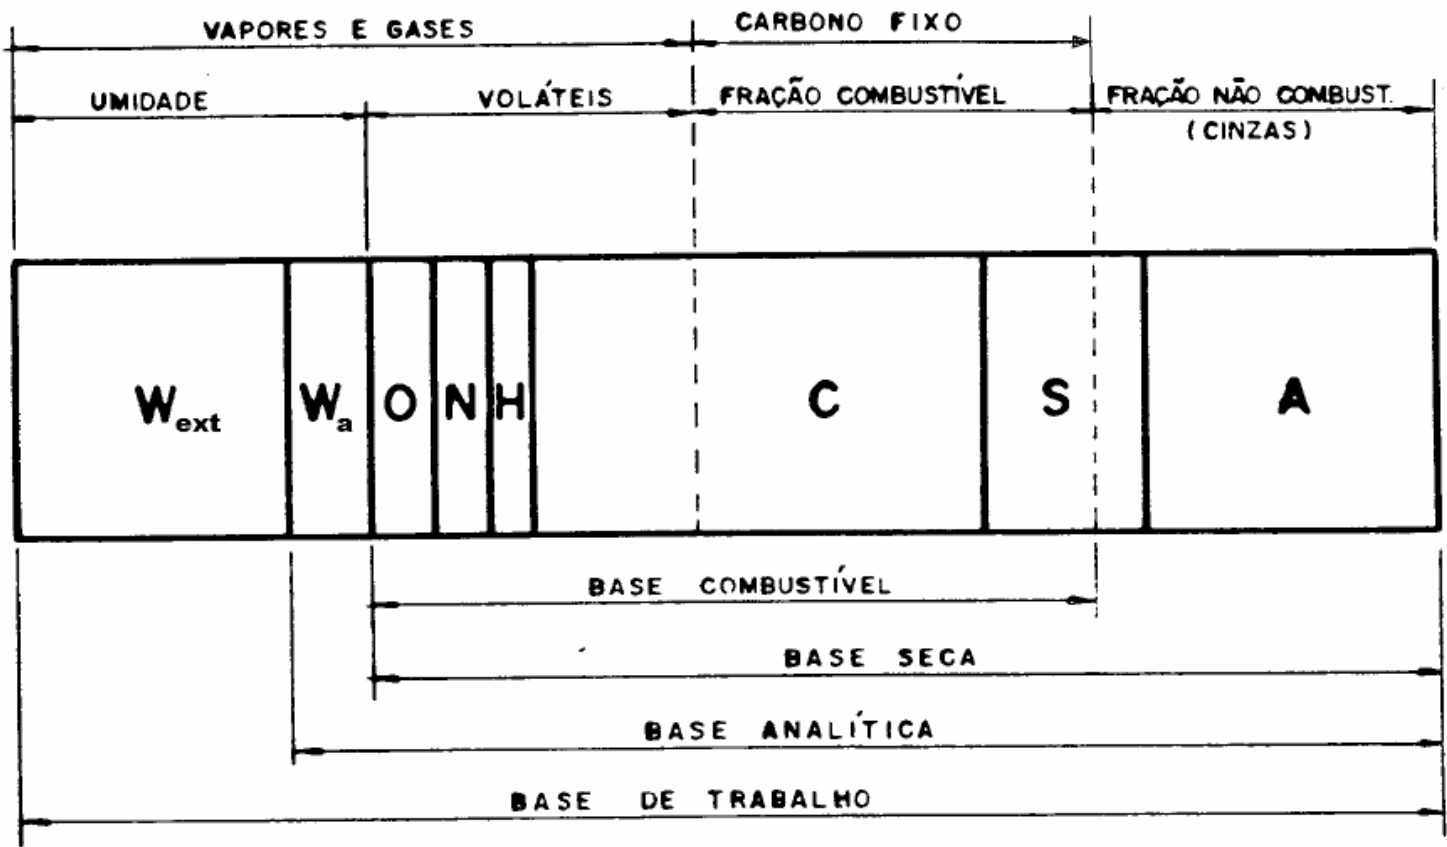 VAPORES E GASES
CARBONO FIXO
UMIDADE
VOLÁTEIS
FRAÇÃO COMBUSTÍVEL
FRAÇÃO NÃO COMBUST.
(CINZAS)
Wext
Wa
O
N
H
C
S
A
BASE COMBUSTÍVEL
BASE SECA
BASE ANALÍTICA
BASE DE TRABALHO